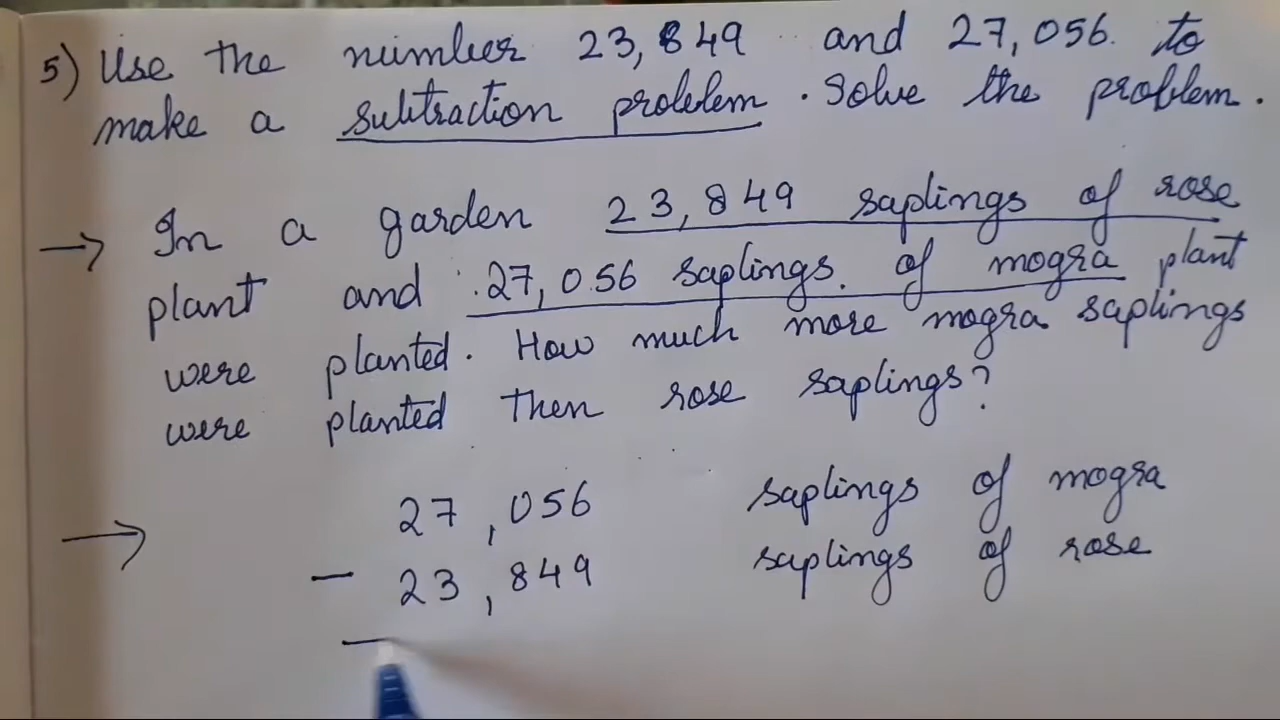 5) Use the number 23,849 and 27,056 to
make a subtraction problem. Solve the problem.
→ In a garden 23,849 saplings of rose
plant and 27,056 saplings of mogra plant
were planted. How much more mogra saplings
were planted then rose saplings?
→ 27,056 saplings of mogra
– 23,849 saplings of rose